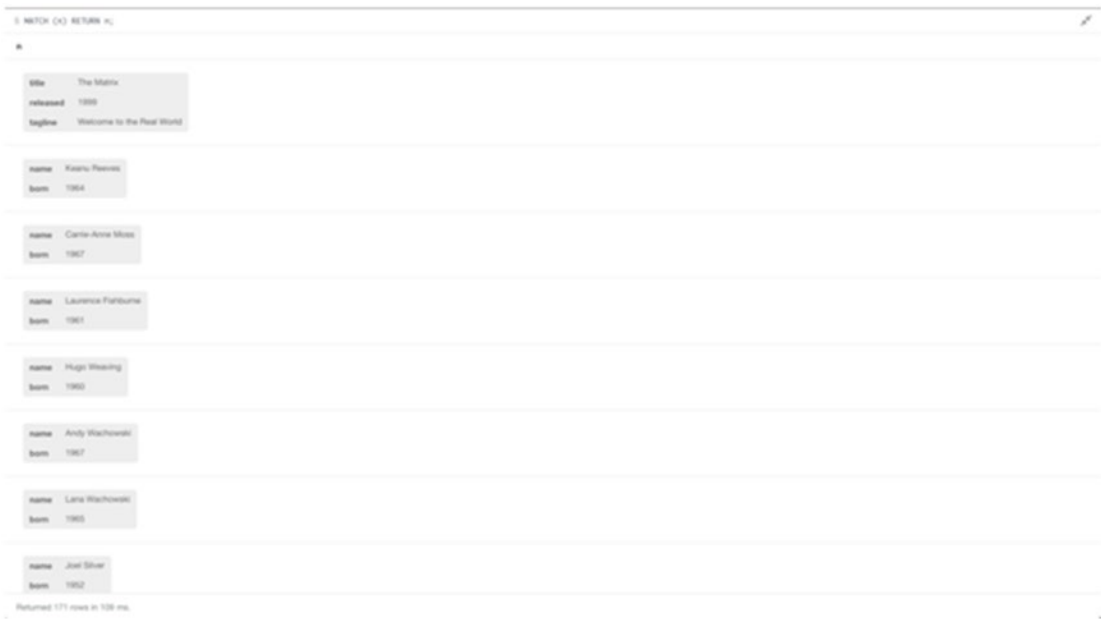 $ MATCH (n) RETURN n;
n
title The Matrix
released 1999
tagline Welcome to the Real World
name Keanu Reeves
born 1964
name Carrie-Anne Moss
born 1967
name Laurence Fishburne
born 1961
name Hugo Weaving
born 1960
name Andy Wachowski
born 1967
name Lana Wachowski
born 1965
name Joel Silver
born 1952
Returned 171 rows in 108 ms.